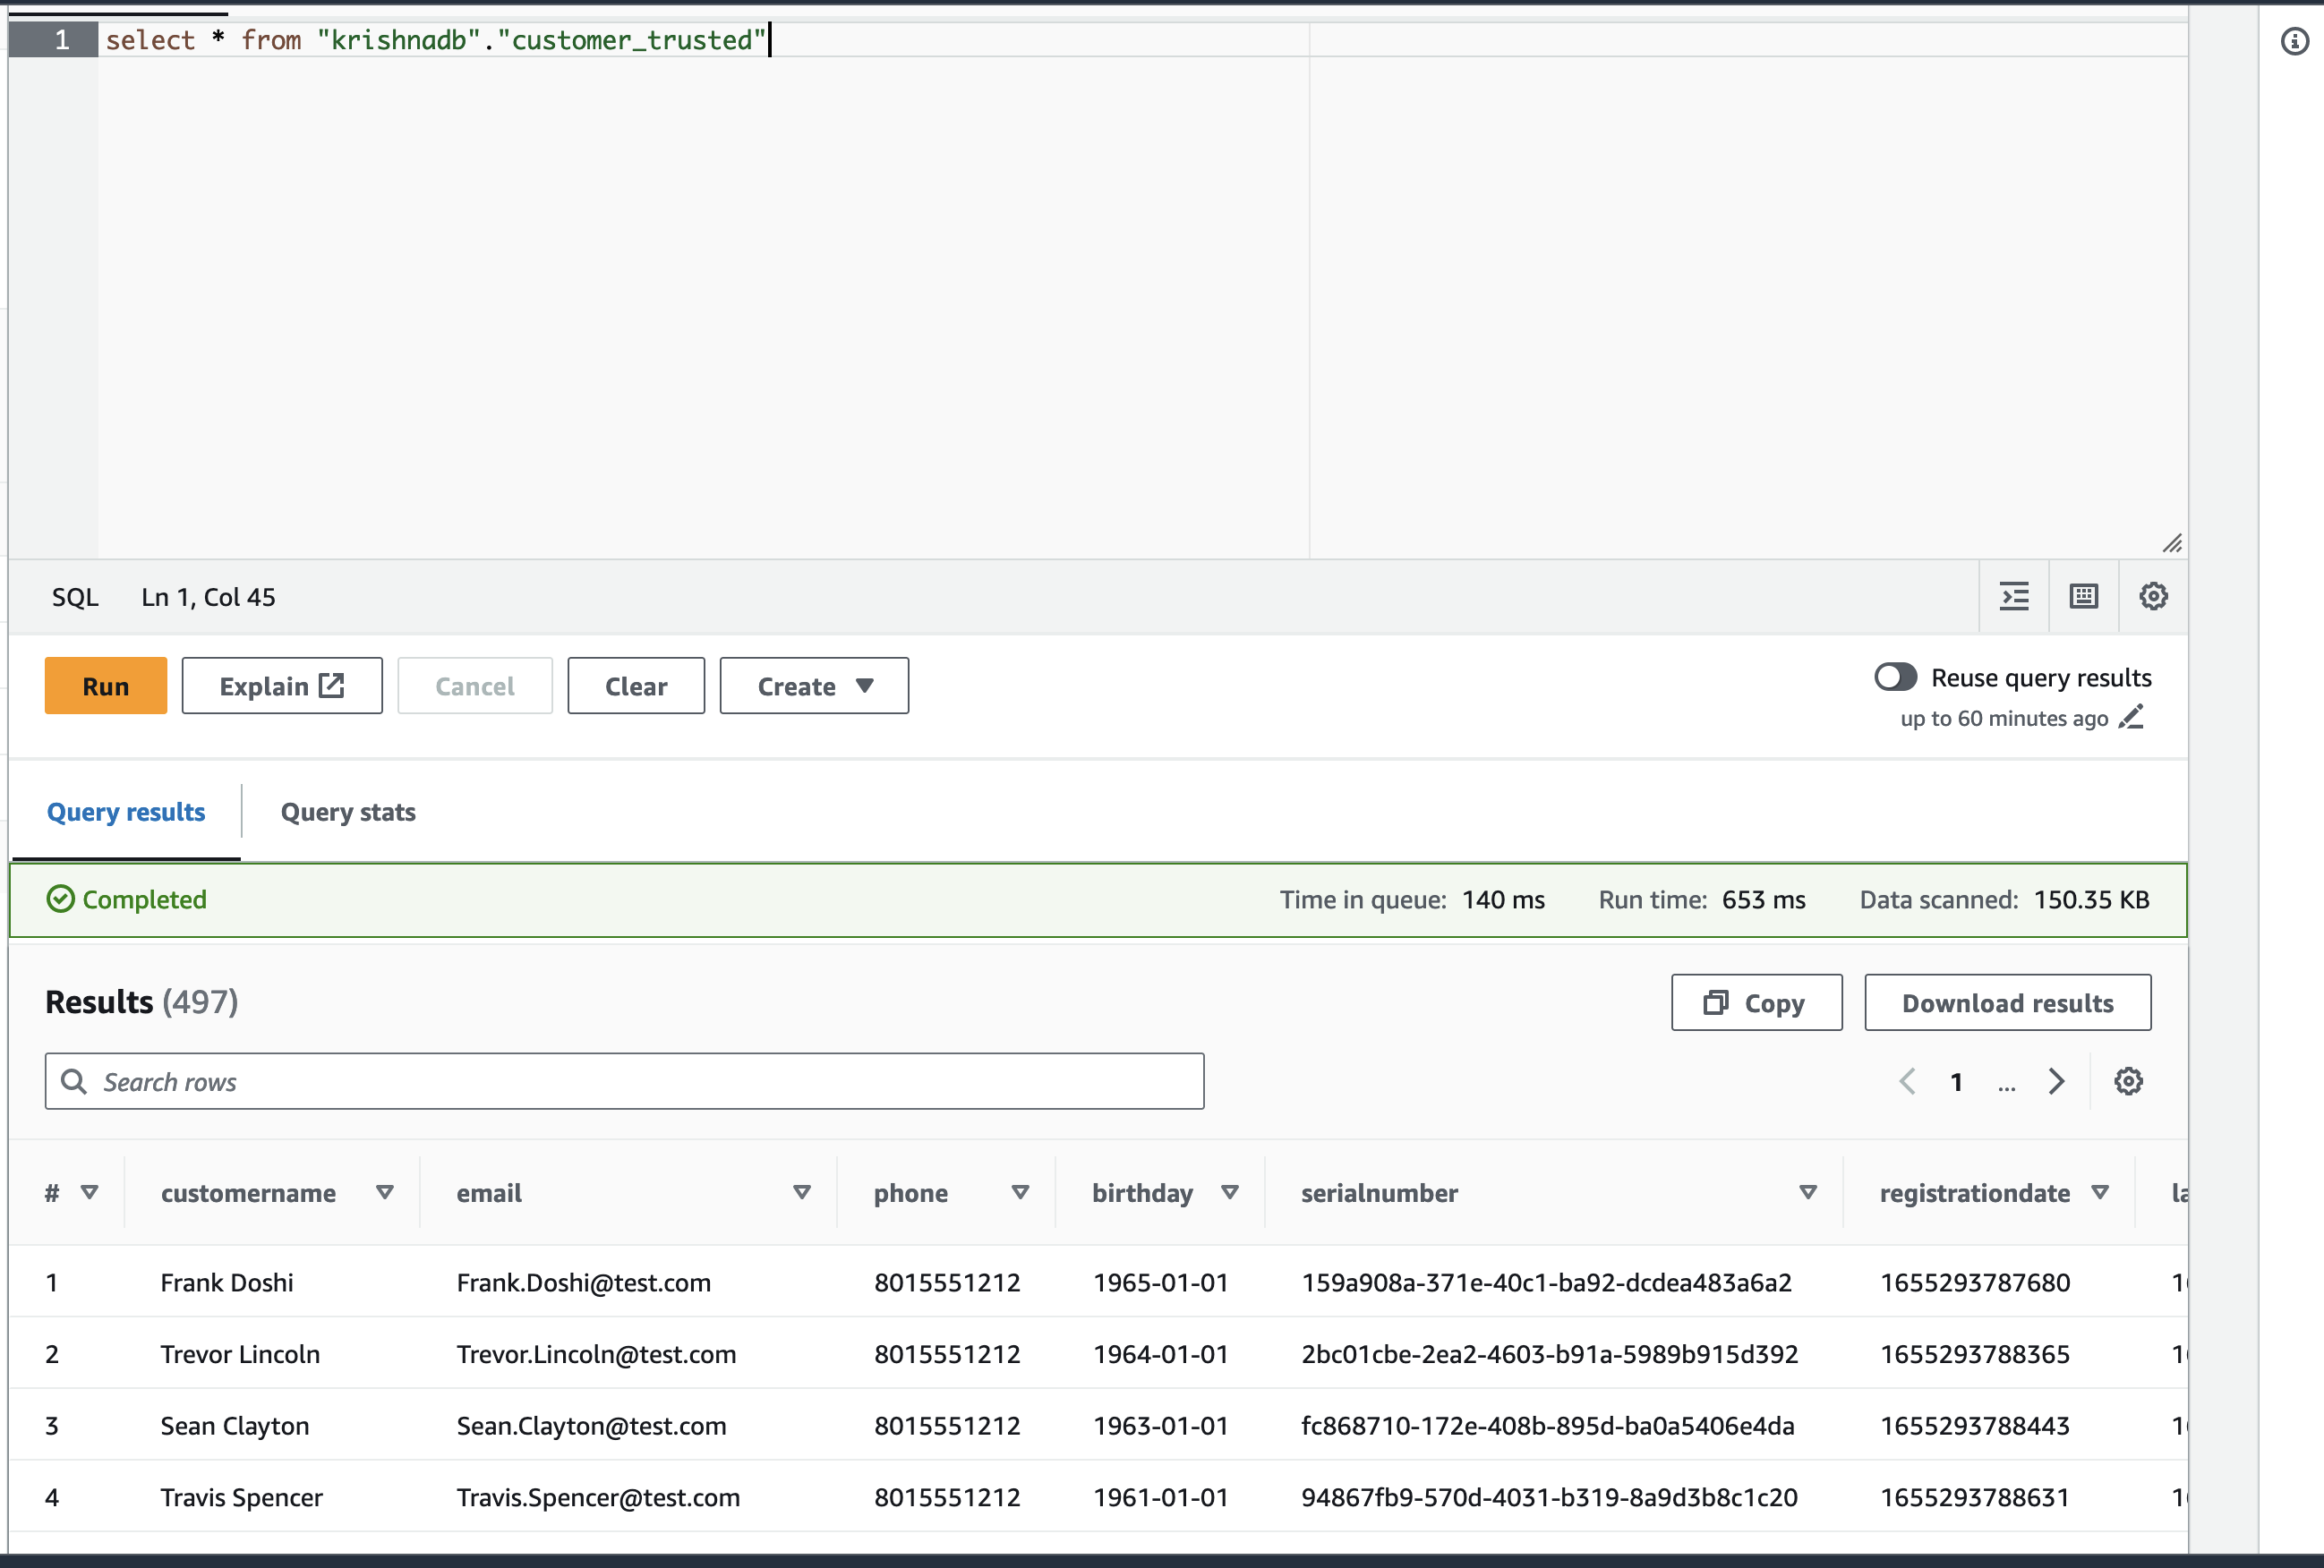 1 select * from "krishnadb"."customer_trusted"
SQL Ln 1, Col 45
Run Explain Cancel Clear Create Reuse query results
up to 60 minutes ago
Query results Query stats
Completed Time in queue: 140 ms Run time: 653 ms Data scanned: 150.35 KB
Results (497) Copy Download results
Search rows 1 ...
# customername email phone birthday serialnumber registrationdate
1 Frank Doshi Frank.Doshi@test.com 8015551212 1965-01-01 159a908a-371e-40c1-ba92-dcdea483a6a2 1655293787680
2 Trevor Lincoln Trevor.Lincoln@test.com 8015551212 1964-01-01 2bc01cbe-2ea2-4603-b91a-5989b915d392 1655293788365
3 Sean Clayton Sean.Clayton@test.com 8015551212 1963-01-01 fc868710-172e-408b-895d-ba0a5406e4da 1655293788443
4 Travis Spencer Travis.Spencer@test.com 8015551212 1961-01-01 94867fb9-570d-4031-b319-8a9d3b8c1c20 1655293788631